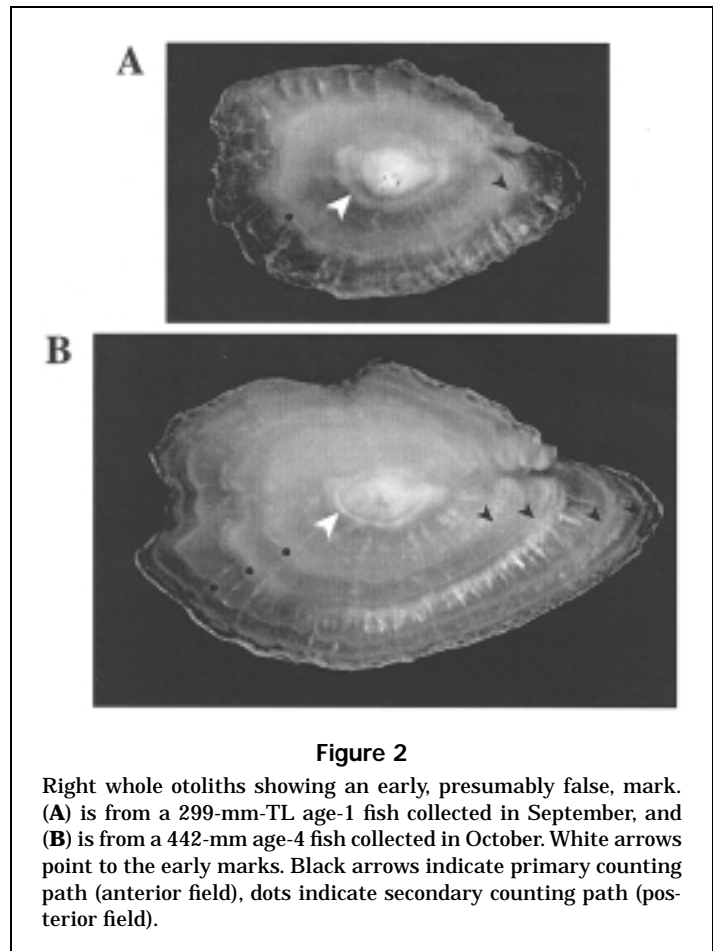 A
B
Figure 2
Right whole otoliths showing an early, presumably false, mark.
(A) is from a 299-mm-TL age-1 fish collected in September, and
(B) is from a 442-mm age-4 fish collected in October. White arrows
point to the early marks. Black arrows indicate primary counting
path (anterior field), dots indicate secondary counting path (pos-
terior field).